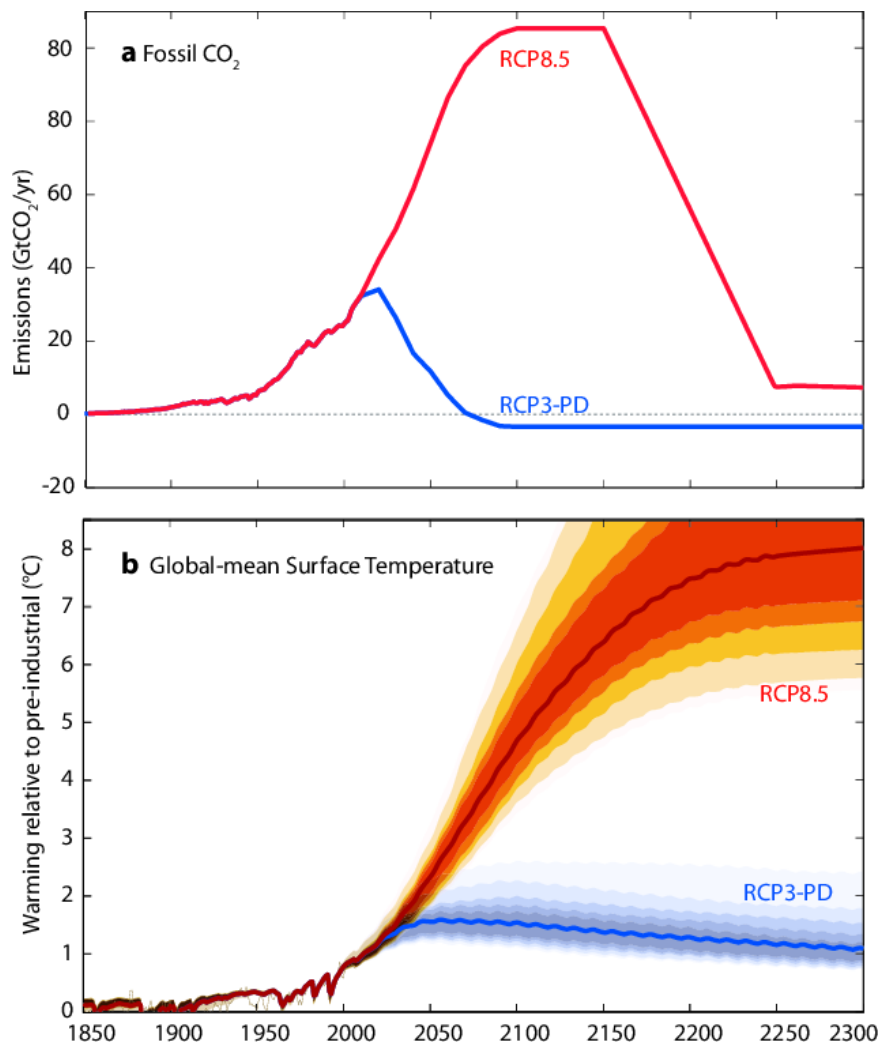 a Fossil CO₂
Emissions (GtCO₂/yr)
80
80
60
40
20
0
-20
RCP8.5
RCP3-PD
b Global-mean Surface Temperature
Warming relative to pre-industrial (°C)
8
7
6
5
4
3
2
1
0
RCP8.5
RCP3-PD
1850 1900 1950 2000 2050 2100 2150 2200 2250 2300